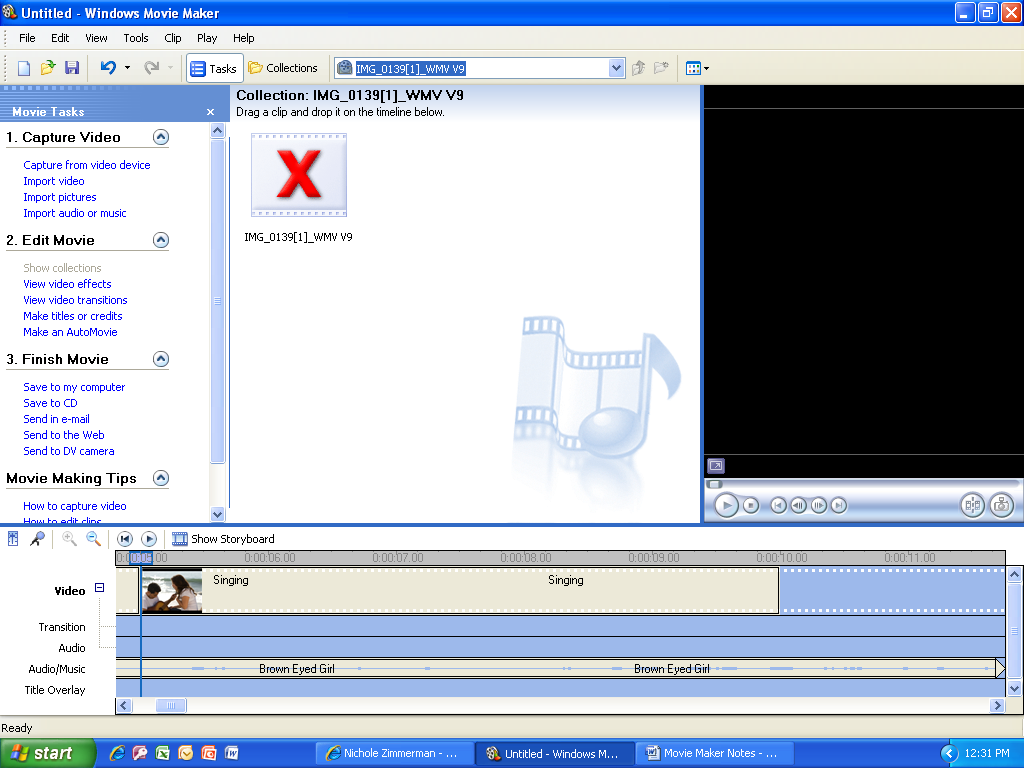 Untitled - Windows Movie Maker
File Edit View Tools Clip Play Help
Tasks Collections IMG_0139[1]_WMV V9
Movie Tasks x
1. Capture Video
Capture from video device
Import video
Import pictures
Import audio or music
2. Edit Movie
Show collections
View video effects
View video transitions
Make titles or credits
Make an AutoMovie
3. Finish Movie
Save to my computer
Save to CD
Send in e-mail
Send to the Web
Send to DV camera
Movie Making Tips
How to capture video
How to edit clips
Collection: IMG_0139[1]_WMV V9
Drag a clip and drop it on the timeline below.
IMG_0139[1]_WMV V9
Show Storyboard
0:00:06.00 0:00:07.00 0:00:08.00 0:00:09.00 0:00:10.00 0:00:11.00
Video Singing Singing
Transition
Audio
Audio/Music Brown Eyed Girl Brown Eyed Girl
Title Overlay
Ready
start Nichole Zimmerman - ... Untitled - Windows M... Movie Maker Notes - ... 12:31 PM